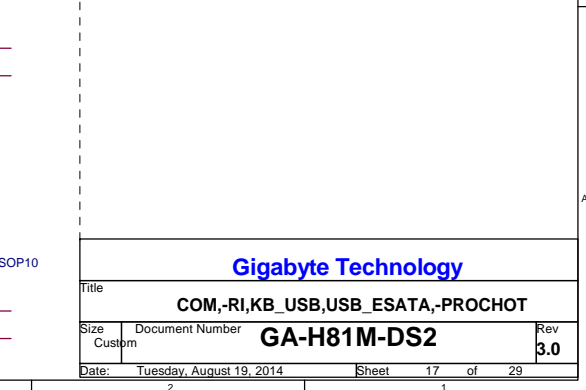 A
SOP10
Gigabyte Technology
Title
COM,-RI,KB_USB,USB_ESATA,-PROCHOT
Size Document Number Rev
Custom GA-H81M-DS2 3.0
Date: Tuesday, August 19, 2014 Sheet 17 of 29
2 1